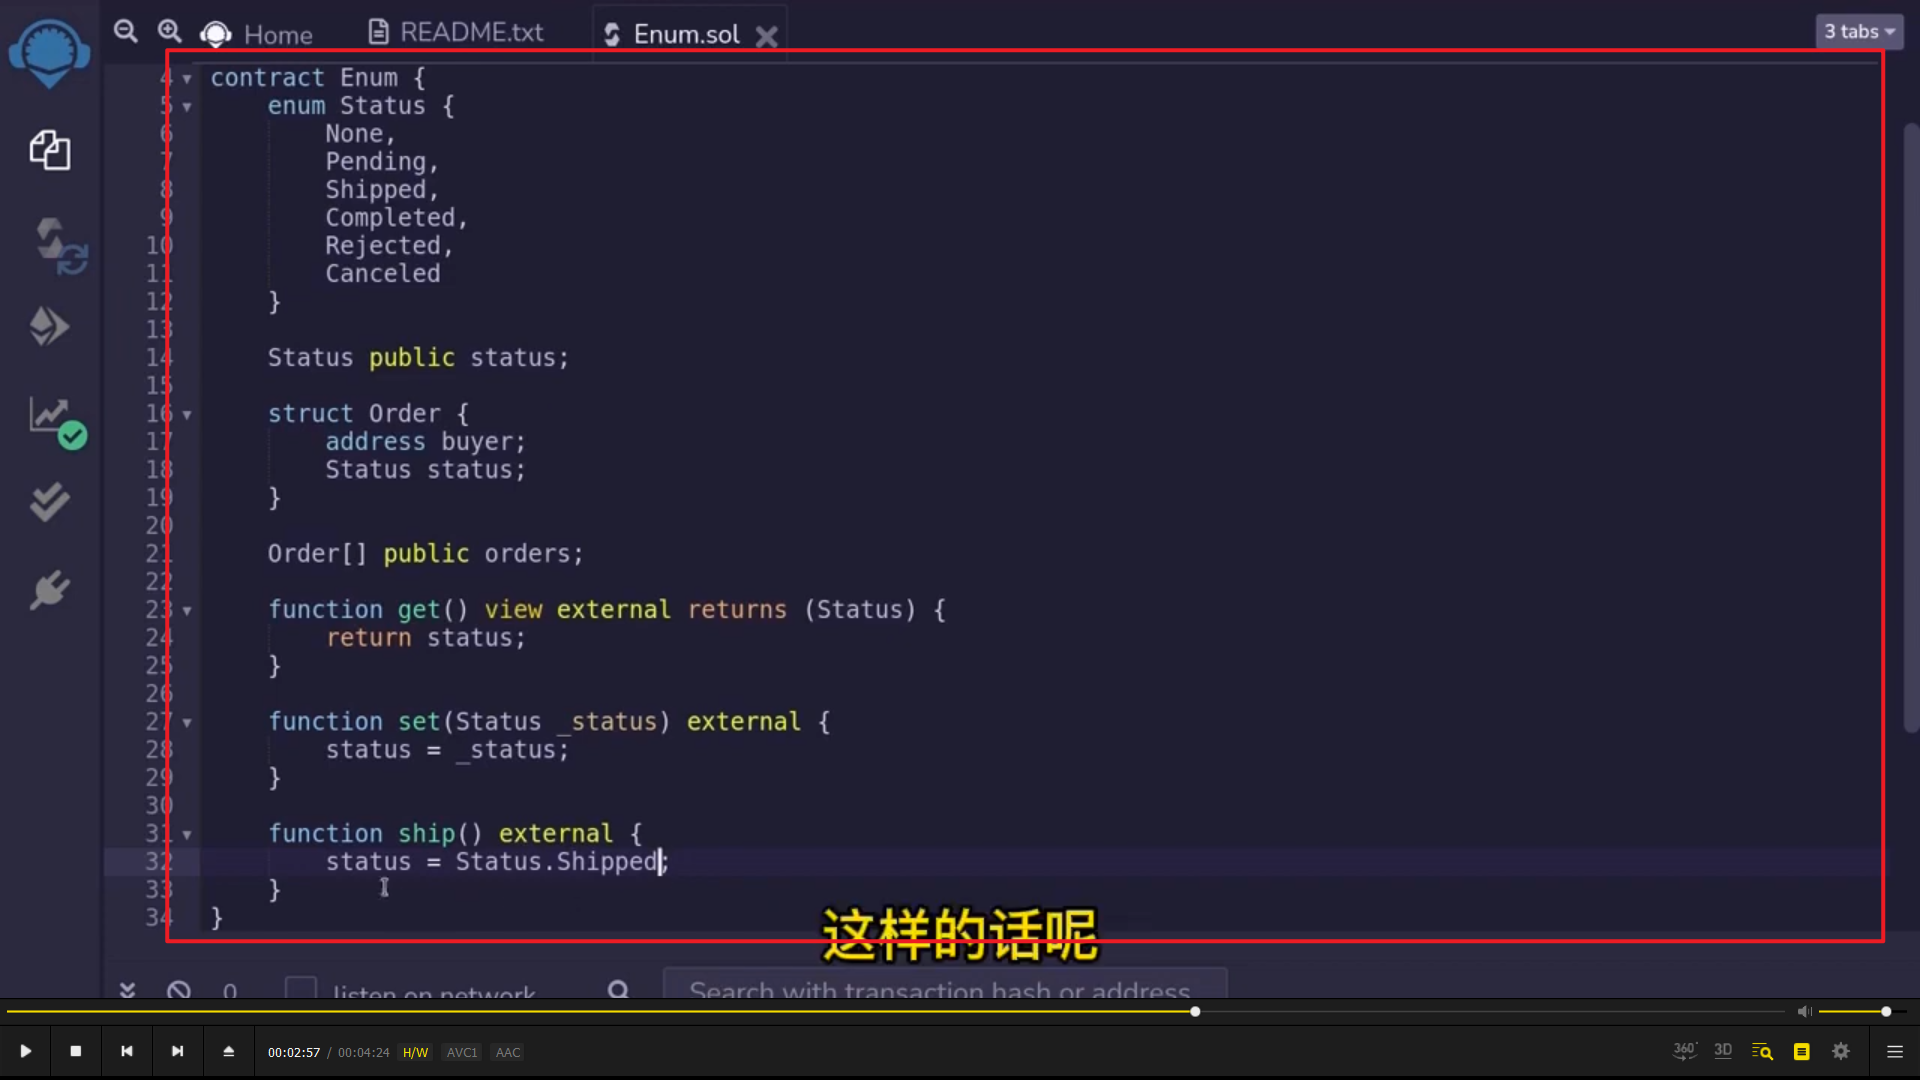 Home README.txt Enum.sol 3 tabs
4 contract Enum {
5 enum Status {
6 None,
7 Pending,
8 Shipped,
9 Completed,
10 Rejected,
11 Canceled
12 }
13
14 Status public status;
15
16 struct Order {
17 address buyer;
18 Status status;
19 }
20
21 Order[] public orders;
22
23 function get() view external returns (Status) {
24 return status;
25 }
26
27 function set(Status _status) external {
28 status = _status;
29 }
30
31 function ship() external {
32 status = Status.Shipped;
33 }
34 }
这样的话呢
0 listen on network Search with transaction hash or address
00:02:57 / 00:04:24 H/W AVC1 AAC 360° 3D